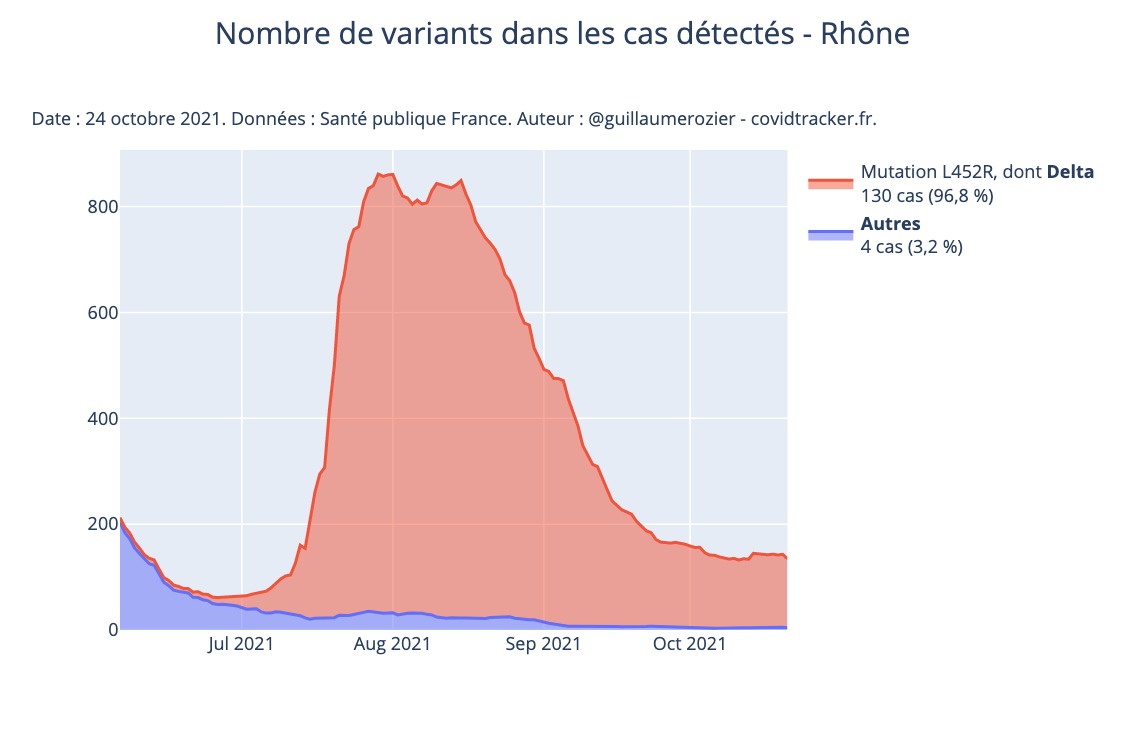 Nombre de variants dans les cas détectés - Rhône
Date : 24 octobre 2021. Données : Santé publique France. Auteur : @guillaumerozier - covidtracker.fr.
Mutation L452R, dont Delta
130 cas (96,8 %)
Autres
4 cas (3,2 %)
800
600
400
200
0
Jul 2021
Aug 2021
Sep 2021
Oct 2021